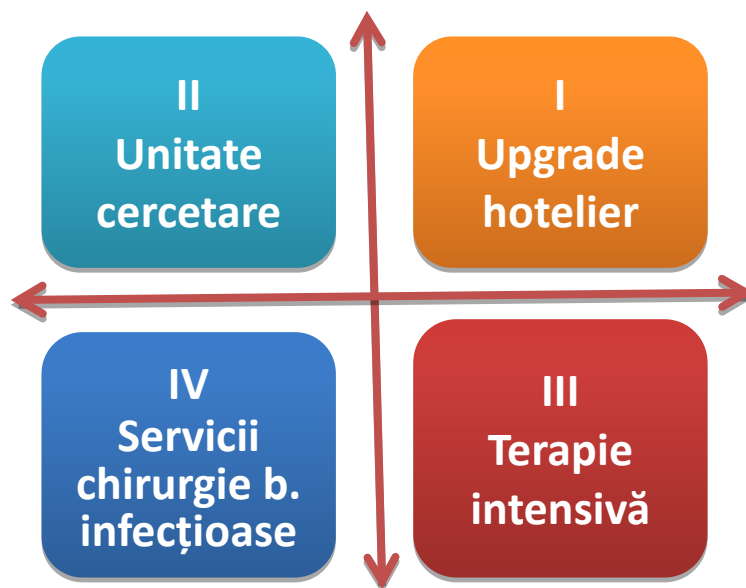 II
Unitate
cercetare
I
Upgrade
hotelier
IV
Servicii
chirurgie b.
infecțioase
III
Terapie
intensivă